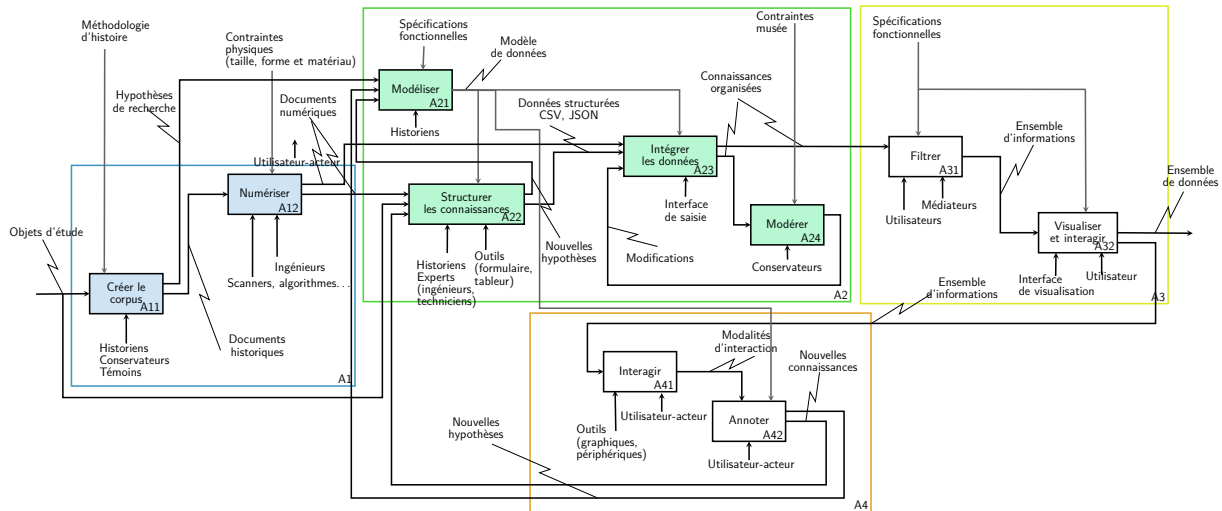 Méthodologie
d'histoire
Contraintes
physiques
(taille, forme et matériau)
Spécifications
fonctionnelles
Modèle
de données
Contraintes
musée
Spécifications
fonctionnelles
Hypothèses
de recherche
Documents
numériques
Modéliser
A21
Historiens
Données structurées
CSV, JSON
Connaissances
organisées
Utilisateur-acteur
Numériser
A12
Structurer
les connaissances
A22
Intégrer
les données
A23
Interface
de saisie
Filtrer
A31
Ensemble
d'informations
Utilisateurs
Médiateurs
Ensemble
de données
Objets d'étude
Créer le
corpus
A11
Historiens
Conservateurs
Témoins
Ingénieurs
Scanners, algorithmes...
Documents
historiques
A1
Historiens
Experts
(ingénieurs,
techniciens)
Outils
(formulaire,
tableur)
Nouvelles
hypothèses
Modifications
Modérer
A24
Conservateurs
A2
Visualiser
et interagir
A32
Interface
de visualisation
Utilisateur
Ensemble
d'informations
A3
Modalités
d'interaction
Nouvelles
connaissances
Interagir
A41
Utilisateur-acteur
Outils
(graphiques,
périphériques)
Annoter
A42
Utilisateur-acteur
Nouvelles
hypothèses
A4